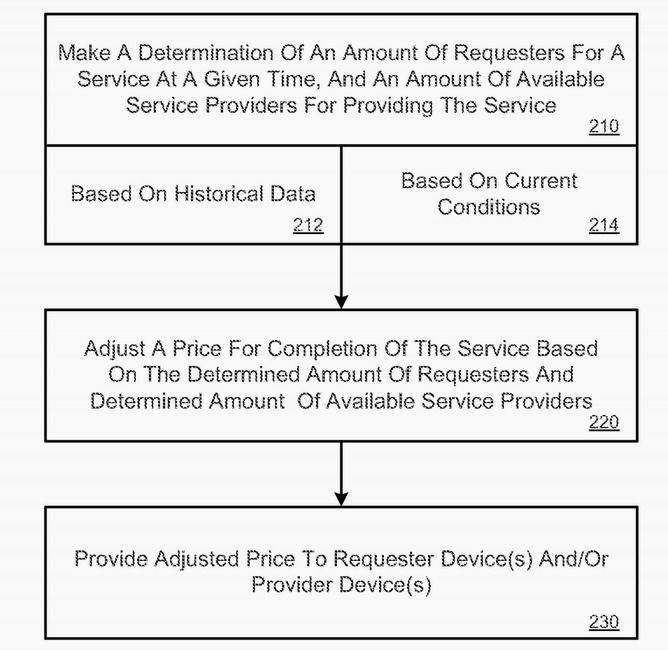 Make A Determination Of An Amount Of Requesters For A
Service At A Given Time, And An Amount Of Available
Service Providers For Providing The Service
210
Based On Historical Data
212
Based On Current
Conditions
214
Adjust A Price For Completion Of The Service Based
On The Determined Amount Of Requesters And
Determined Amount Of Available Service Providers
220
Provide Adjusted Price To Requester Device(s) And/Or
Provider Device(s)
230